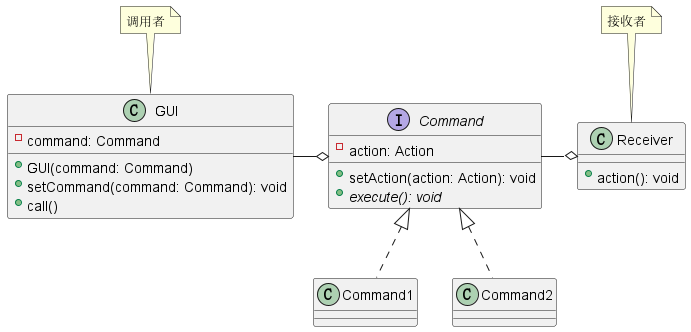 调用者
接收者
C GUI
command: Command
GUI(command: Command)
setCommand(command: Command): void
call()
I Command
action: Action
setAction(action: Action): void
execute(): void
C Receiver
action(): void
C Command1
C Command2